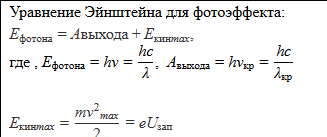 Уравнение Эйнштейна для фотоэффекта:
Eфотона = Aвыхода + Eкинmax,
где , Eфотона = hν = hc/λ, Aвыхода = hνкр = hc/λкр
Eкинmax = mv²max/2 = eUзап